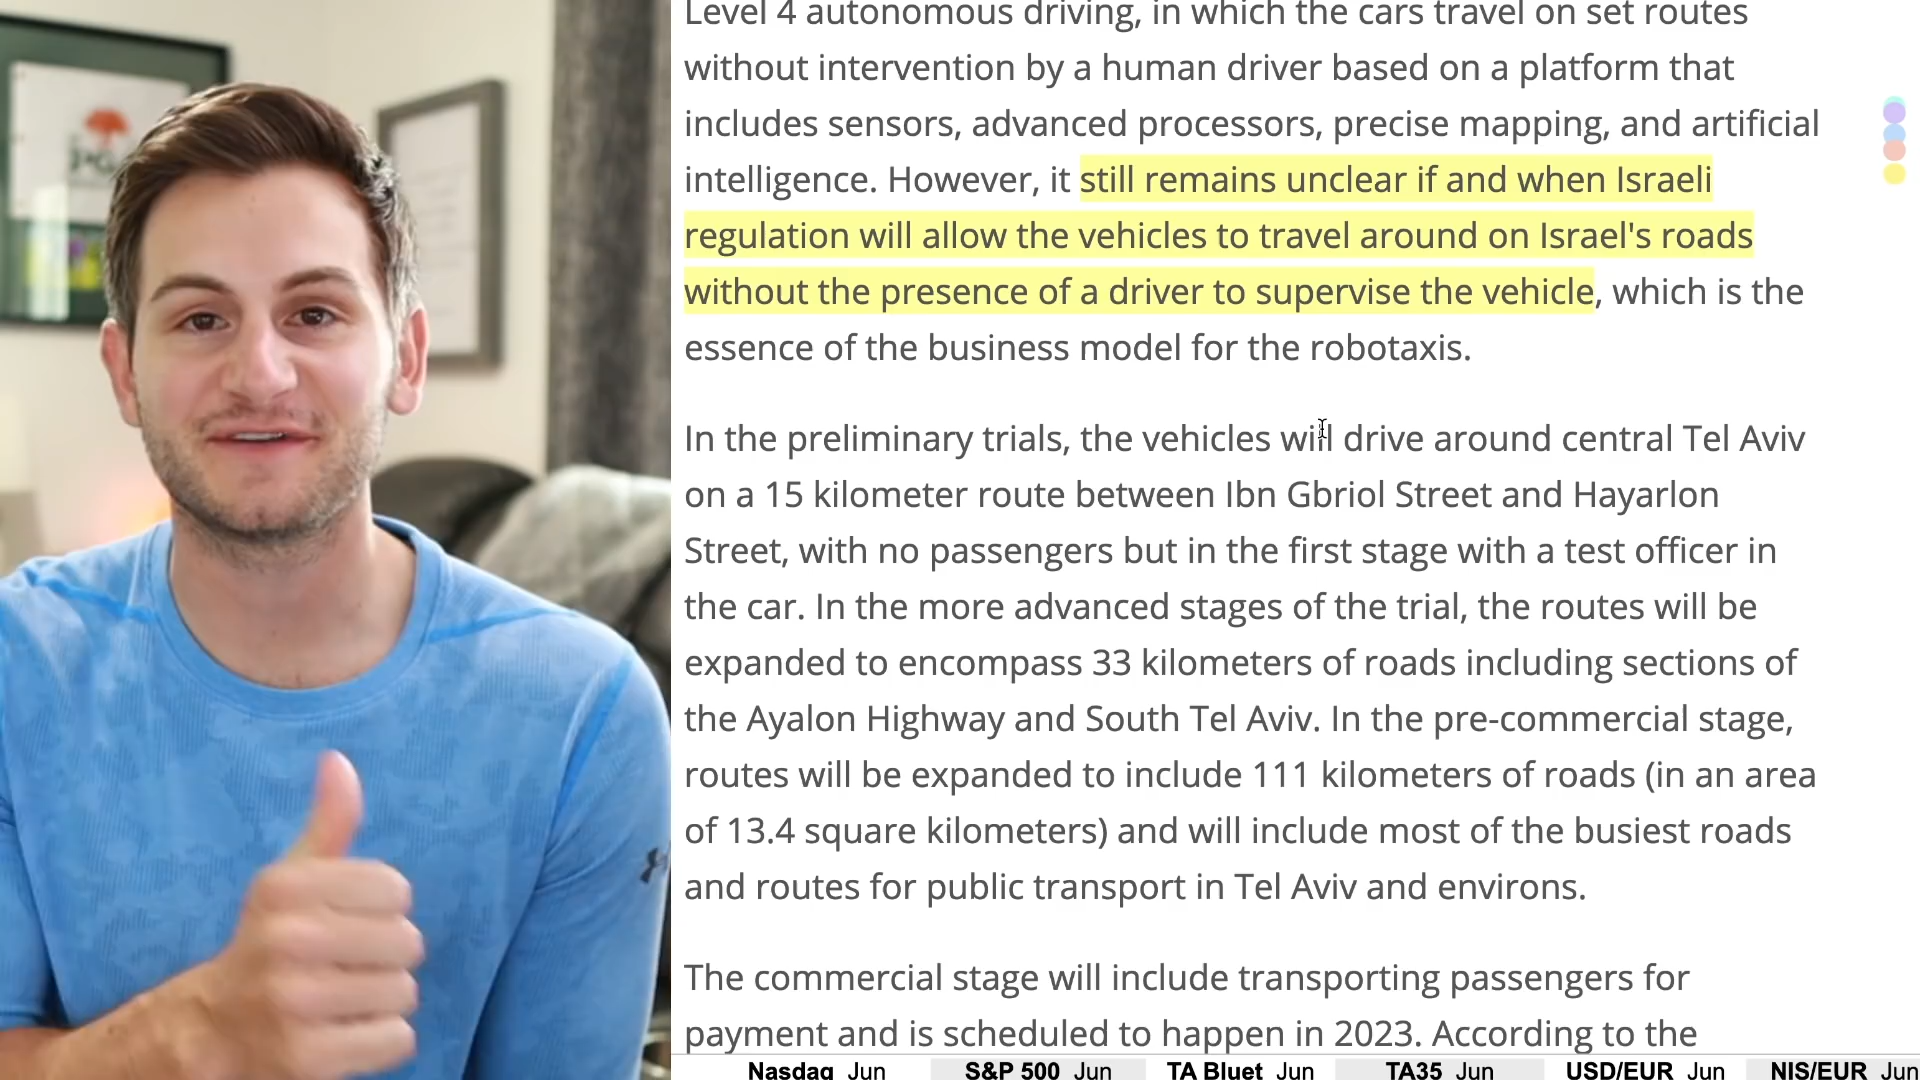 Level 4 autonomous driving, in which the cars travel on set routes
without intervention by a human driver based on a platform that
includes sensors, advanced processors, precise mapping, and artificial
intelligence. However, it still remains unclear if and when Israeli
regulation will allow the vehicles to travel around on Israel's roads
without the presence of a driver to supervise the vehicle, which is the
essence of the business model for the robotaxis.
In the preliminary trials, the vehicles will drive around central Tel Aviv
on a 15 kilometer route between Ibn Gbriol Street and Hayarlon
Street, with no passengers but in the first stage with a test officer in
the car. In the more advanced stages of the trial, the routes will be
expanded to encompass 33 kilometers of roads including sections of
the Ayalon Highway and South Tel Aviv. In the pre-commercial stage,
routes will be expanded to include 111 kilometers of roads (in an area
of 13.4 square kilometers) and will include most of the busiest roads
and routes for public transport in Tel Aviv and environs.
The commercial stage will include transporting passengers for
payment and is scheduled to happen in 2023. According to the
Nasdaq Jun S&P 500 Jun TA Bluet Jun TA35 Jun USD/EUR Jun NIS/EUR Jun